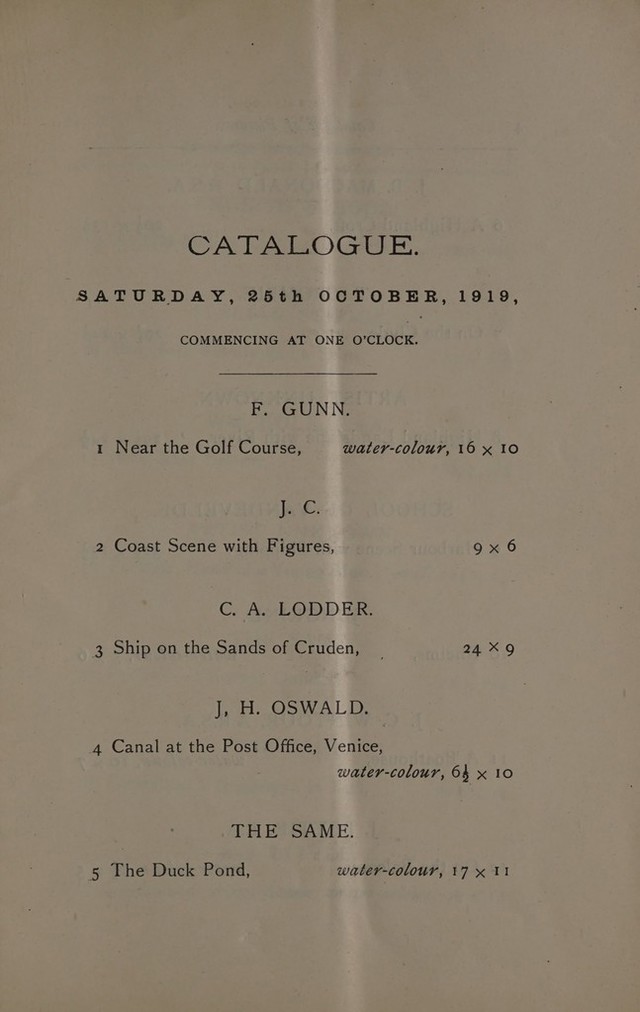 CATALOGUE.
SATURDAY, 25th OCTOBER, 1919,
COMMENCING AT ONE O'CLOCK.
F. GUNN.
1 Near the Golf Course, water-colour, 16 x 10
J. C.
2 Coast Scene with Figures, 9 x 6
C. A. LODDER.
3 Ship on the Sands of Cruden, 24 x 9
J, H. OSWALD.
4 Canal at the Post Office, Venice,
water-colour, 6½ x 10
THE SAME.
5 The Duck Pond, water-colour, 17 x 11